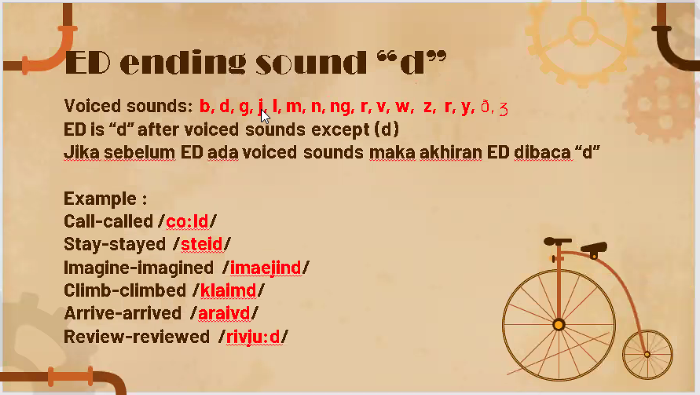 ED ending sound “d”
Voiced sounds: b, d, g, j, l, m, n, ng, r, v, w, z, r, y, ð, ʒ
ED is “d” after voiced sounds except (d)
Jika sebelum ED ada voiced sounds maka akhiran ED dibaca “d”
Example :
Call-called /co:ld/
Stay-stayed /steid/
Imagine-imagined /imaejind/
Climb-climbed /klaimd/
Arrive-arrived /araivd/
Review-reviewed /rivju:d/